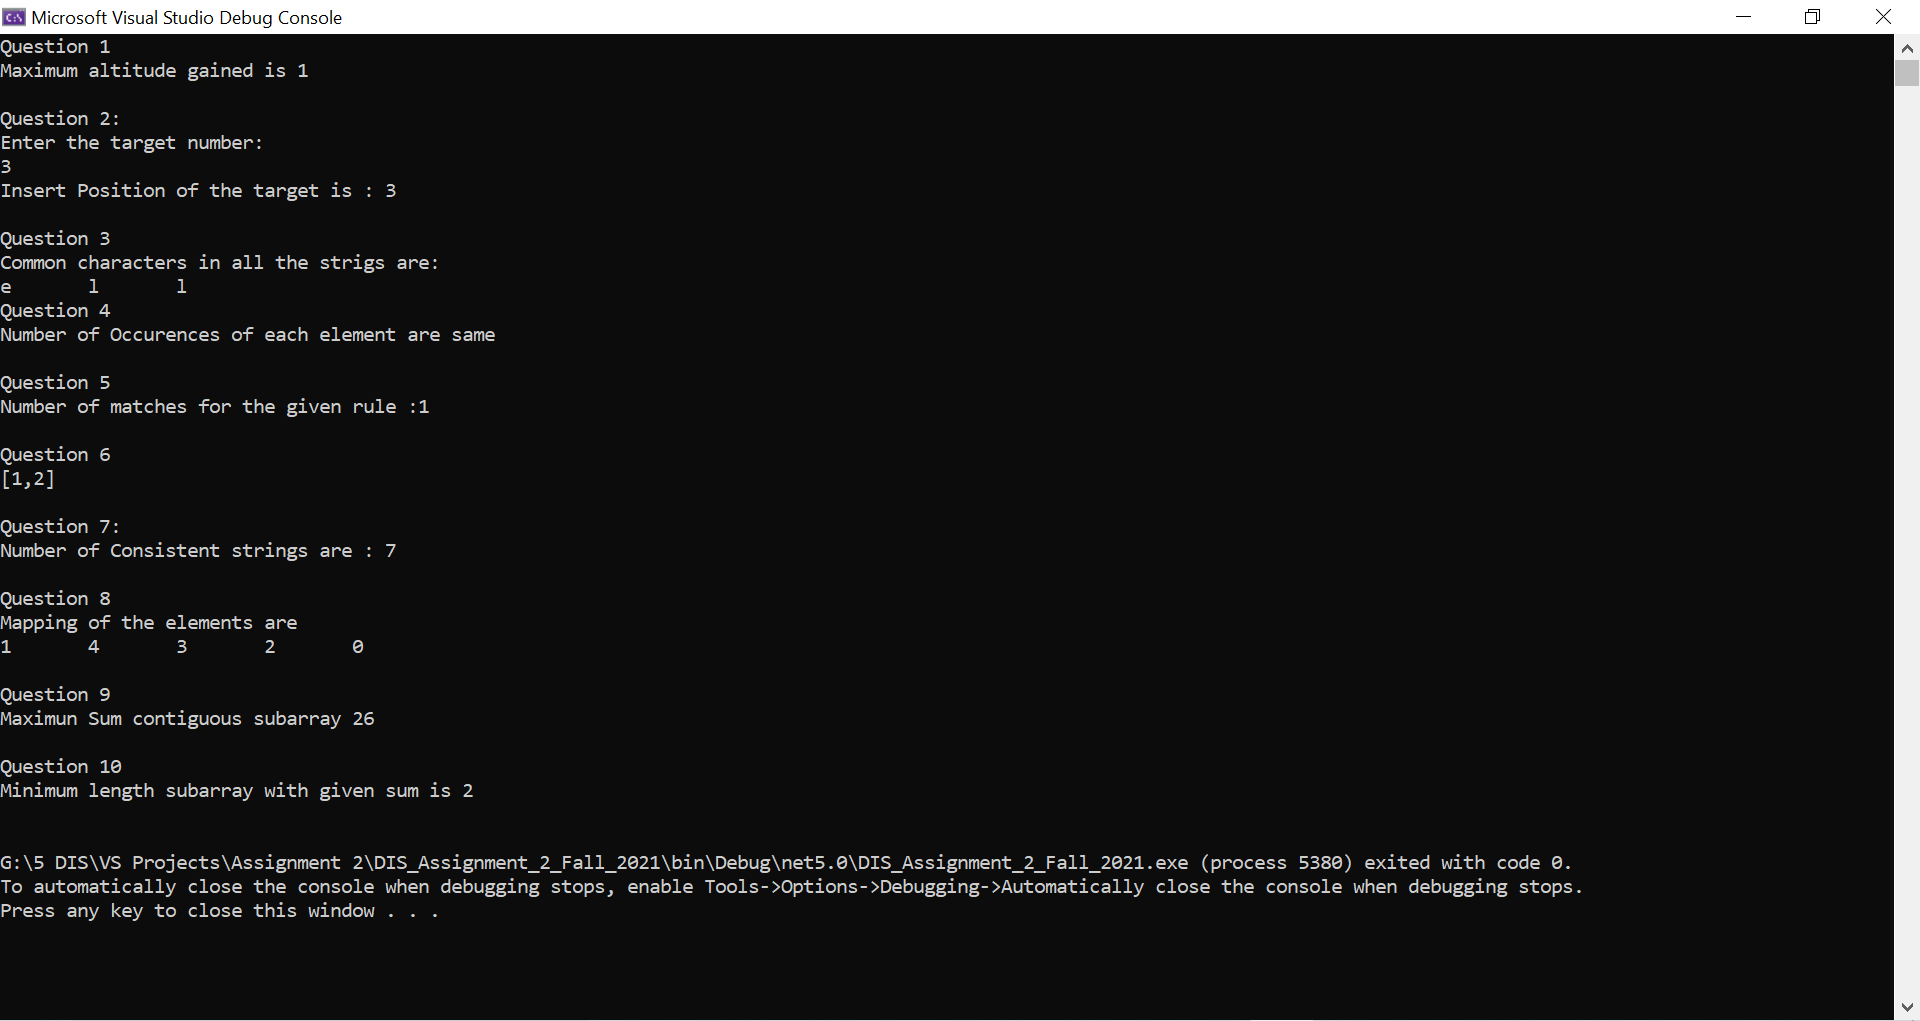 Microsoft Visual Studio Debug Console
Question 1
Maximum altitude gained is 1
Question 2:
Enter the target number:
3
Insert Position of the target is : 3
Question 3
Common characters in all the strigs are:
e l l
Question 4
Number of Occurences of each element are same
Question 5
Number of matches for the given rule :1
Question 6
[1,2]
Question 7:
Number of Consistent strings are : 7
Question 8
Mapping of the elements are
1 4 3 2 0
Question 9
Maximun Sum contiguous subarray 26
Question 10
Minimum length subarray with given sum is 2
G:\5 DIS\VS Projects\Assignment 2\DIS_Assignment_2_Fall_2021\bin\Debug\net5.0\DIS_Assignment_2_Fall_2021.exe (process 5380) exited with code 0.
To automatically close the console when debugging stops, enable Tools->Options->Debugging->Automatically close the console when debugging stops.
Press any key to close this window . . .